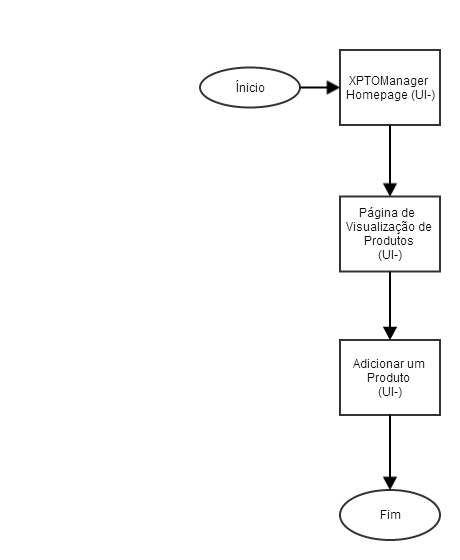 Ínicio
XPTOManager
Homepage (UI-)
Página de
Visualização de
Produtos
(UI-)
Adicionar um
Produto
(UI-)
Fim